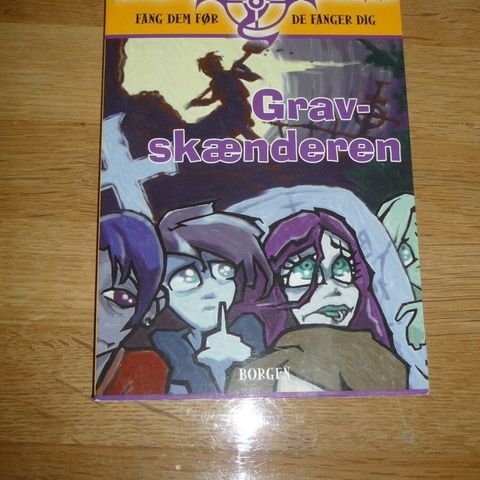 FANG DEM FØR DE FANGER DIG
Grav-
skænderen
BORGEN